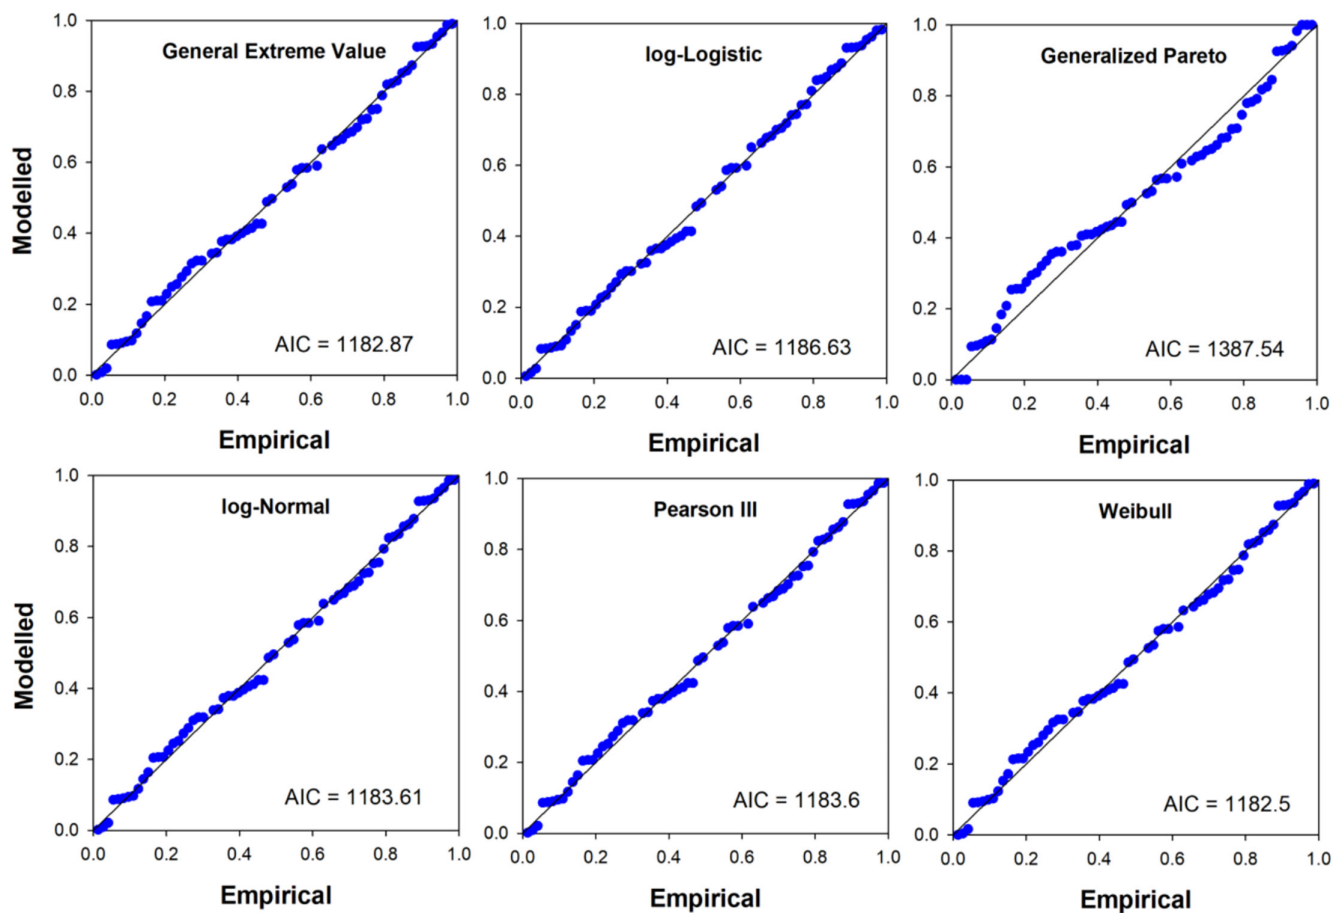 General Extreme Value
1.0
0.8
0.6
0.4
0.2
0.0
Modelled
AIC = 1182.87
0.0 0.2 0.4 0.6 0.8 1.0
Empirical
log-Logistic
1.0
0.8
0.6
0.4
0.2
0.0
AIC = 1186.63
0.0 0.2 0.4 0.6 0.8 1.0
Empirical
Generalized Pareto
1.0
0.8
0.6
0.4
0.2
0.0
AIC = 1387.54
0.0 0.2 0.4 0.6 0.8 1.0
Empirical
log-Normal
1.0
0.8
0.6
0.4
0.2
0.0
Modelled
AIC = 1183.61
0.0 0.2 0.4 0.6 0.8 1.0
Empirical
Pearson III
1.0
0.8
0.6
0.4
0.2
0.0
AIC = 1183.6
0.0 0.2 0.4 0.6 0.8 1.0
Empirical
Weibull
1.0
0.8
0.6
0.4
0.2
0.0
AIC = 1182.5
0.0 0.2 0.4 0.6 0.8 1.0
Empirical